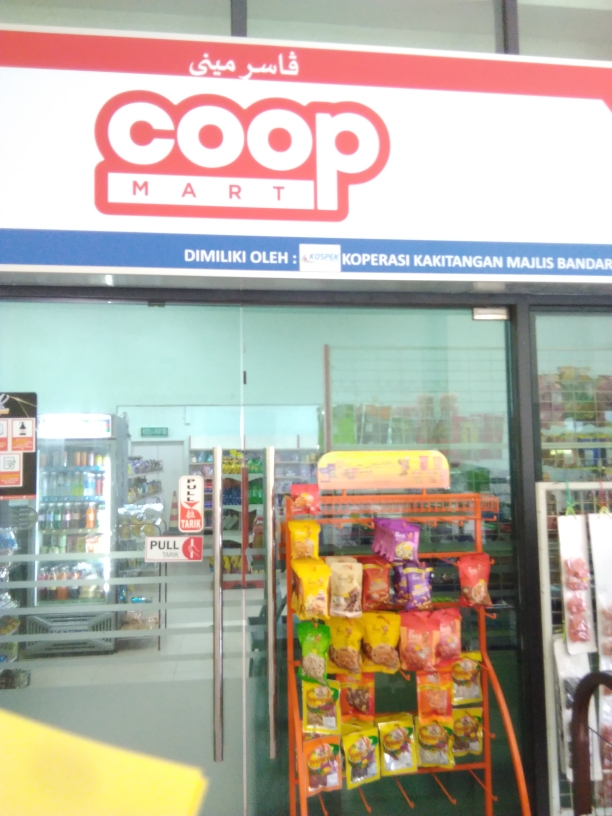 ڤاسر ميني
coop
MART
DIMILIKI OLEH : KOSPEK KOPERASI KAKITANGAN MAJLIS BANDAR
PULL
TARIK
PULL
TARIK